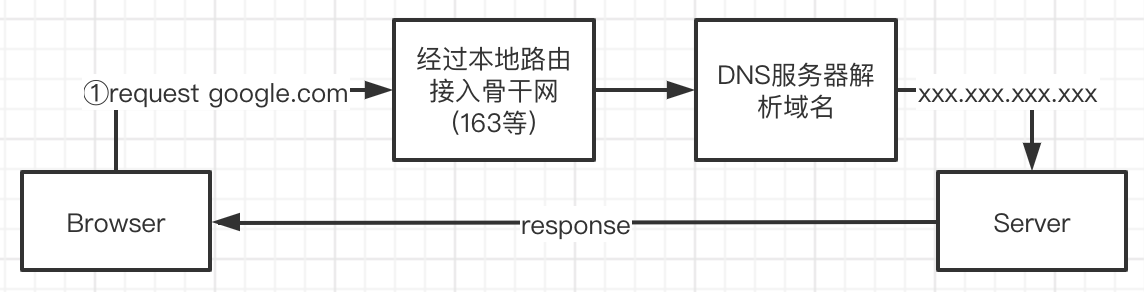 ①request google.com
经过本地路由
接入骨干网
（163等）
DNS服务器解
析域名
xxx.xxx.xxx.xxx
Browser
response
Server